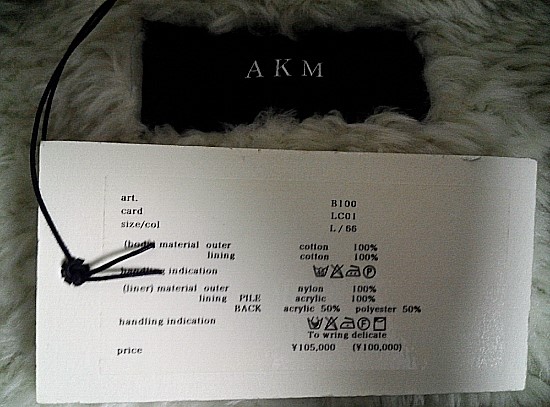 AKM
art. B100
card LC01
size/col L/66
(body) material outer cotton 100%
lining cotton 100%
handling indication
(liner) material outer nylon 100%
lining PILE acrylic 100%
BACK acrylic 50% polyester 50%
handling indication
To wring delicate
price ¥105,000 (¥100,000)